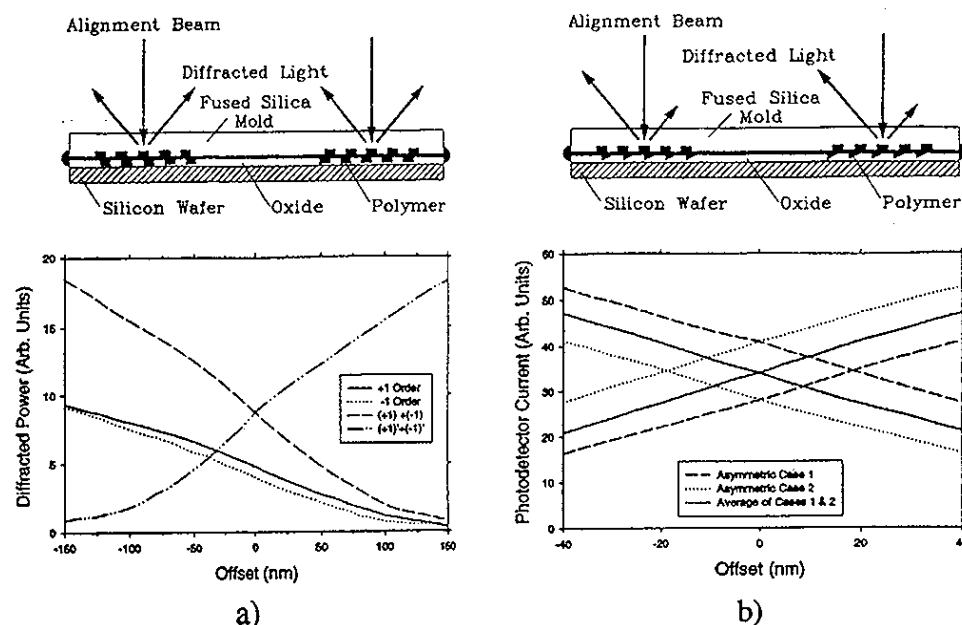 Alignment Beam
Diffracted Light
Fused Silica
Mold
Silicon Wafer
Oxide
Polymer
Diffracted Power (Arb. Units)
20
15
10
5
0
+1 Order
-1 Order
(+1) +(-1)
(+1)'+(-1)'
-150
-100
-50
0
50
100
150
Offset (nm)
a)
Alignment Beam
Diffracted Light
Fused Silica
Mold
Silicon Wafer
Oxide
Polymer
Photodetector Current (Arb. Units)
60
50
40
30
20
10
0
Asymmetric Case 1
Asymmetric Case 2
Average of Cases 1 & 2
-40
-20
0
20
4
Offset (nm)
b)